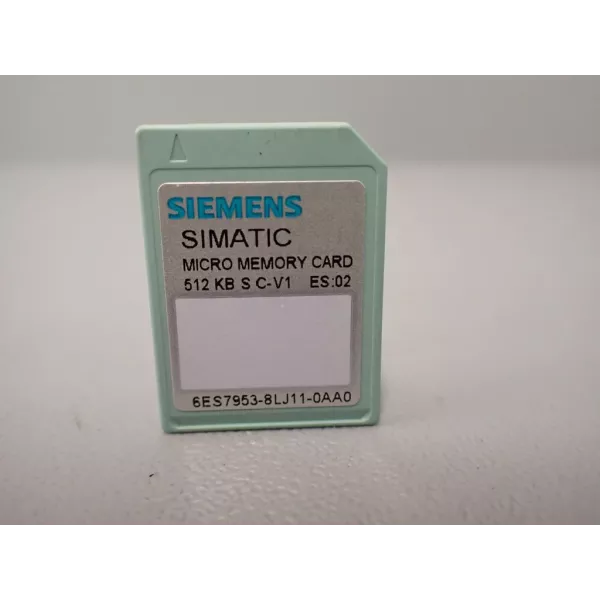 SIEMENS
SIMATIC
MICRO MEMORY CARD
512 KB S C-V1 ES:02
6ES7953-8LJ11-0AA0